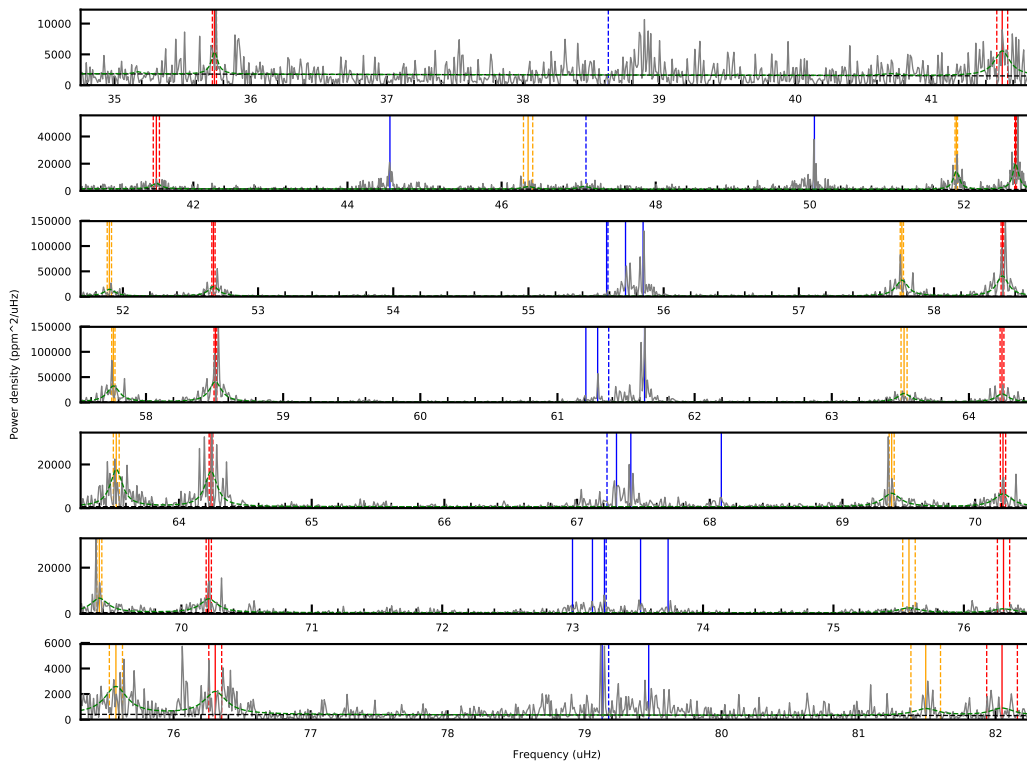 10000
5000
0
35 36 37 38 39 40 41
40000
20000
0
42 44 46 48 50 52
150000
100000
50000
0
52 53 54 55 56 57 58
150000
100000
50000
0
58 59 60 61 62 63 64
Power density (ppm^2/uHz)
20000
0
64 65 66 67 68 69 70
20000
0
70 71 72 73 74 75 76
6000
4000
2000
0
76 77 78 79 80 81 82
Frequency (uHz)